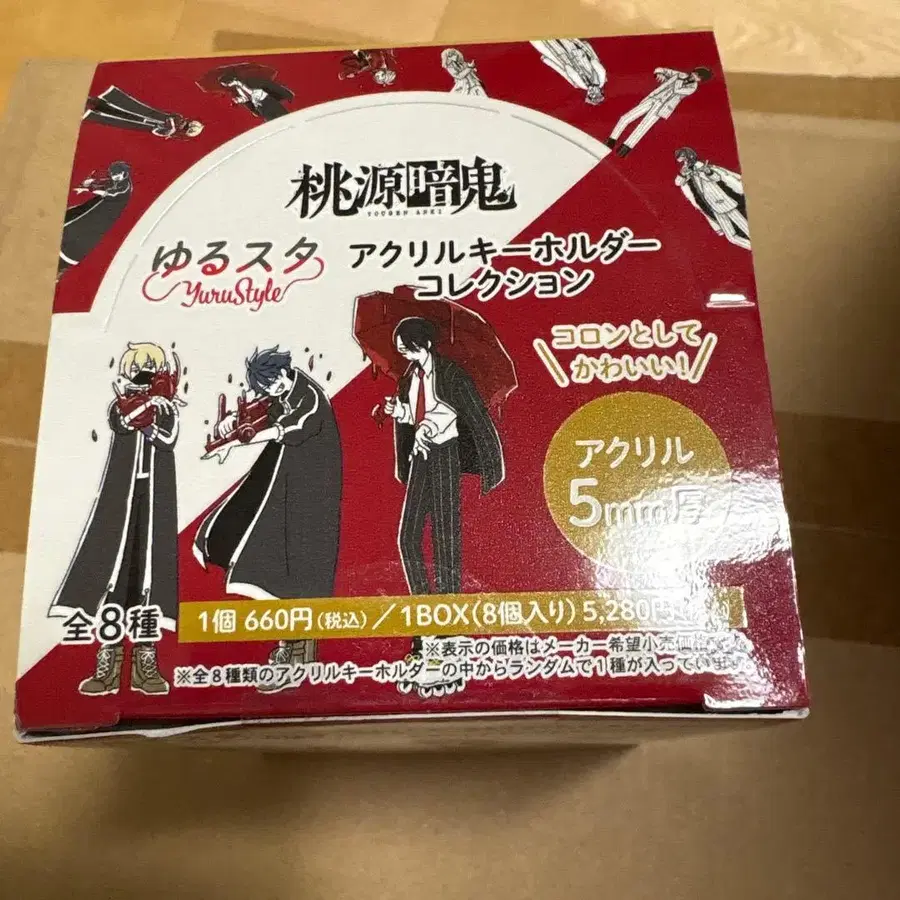 桃源暗鬼
TOUGEN ANKI
ゆるスタ
YuruStyle
アクリルキーホルダー
コレクション
コロンとして
かわいい!
アクリル
5mm厚
全8種
1個 660円(税込)/1BOX(8個入り) 5,280円
※表示の価格はメーカー希望小売価格
※全8種類のアクリルキーホルダーの中からランダムで1種が入ってい